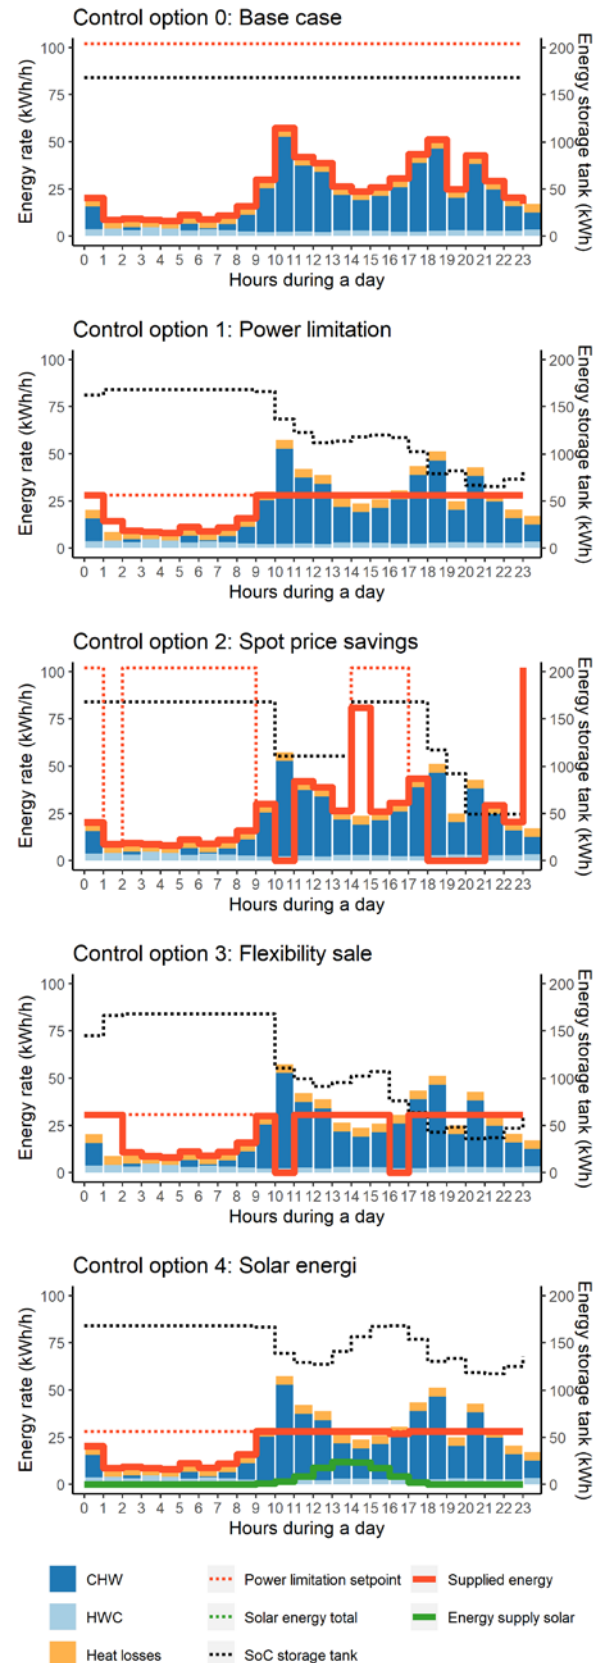 Control option 0: Base case
100
75
50
25
0
200
150
100
50
0
Energy rate (kWh/h)
Energy storage tank (kWh)
0 1 2 3 4 5 6 7 8 9 10 11 12 13 14 15 16 17 18 19 20 21 22 23
Hours during a day
Control option 1: Power limitation
100
75
50
25
0
200
150
100
50
0
Energy rate (kWh/h)
Energy storage tank (kWh)
0 1 2 3 4 5 6 7 8 9 10 11 12 13 14 15 16 17 18 19 20 21 22 23
Hours during a day
Control option 2: Spot price savings
100
75
50
25
0
200
150
100
50
0
Energy rate (kWh/h)
Energy storage tank (kWh)
0 1 2 3 4 5 6 7 8 9 10 11 12 13 14 15 16 17 18 19 20 21 22 23
Hours during a day
Control option 3: Flexibility sale
100
75
50
25
0
200
150
100
50
0
Energy rate (kWh/h)
Energy storage tank (kWh)
0 1 2 3 4 5 6 7 8 9 10 11 12 13 14 15 16 17 18 19 20 21 22 23
Hours during a day
Control option 4: Solar energi
100
75
50
25
0
200
150
100
50
0
Energy rate (kWh/h)
Energy storage tank (kWh)
0 1 2 3 4 5 6 7 8 9 10 11 12 13 14 15 16 17 18 19 20 21 22 23
Hours during a day
CHW
Power limitation setpoint
Supplied energy
HWC
Solar energy total
Energy supply solar
Heat losses
SoC storage tank